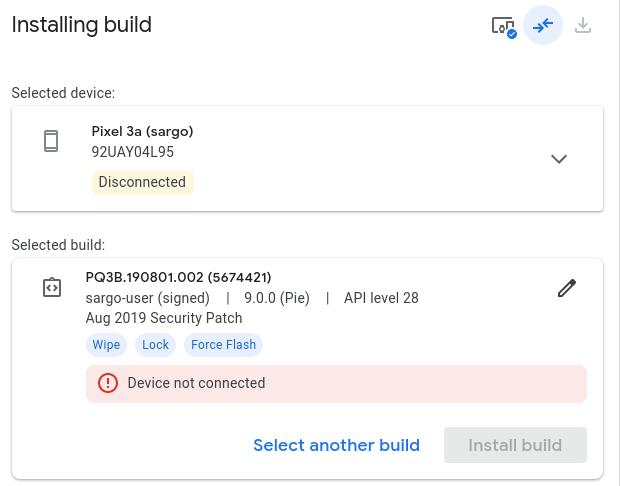 Installing build
Selected device:
Pixel 3a (sargo)
92UAY04L95
Disconnected
Selected build:
PQ3B.190801.002 (5674421)
sargo-user (signed) | 9.0.0 (Pie) | API level 28
Aug 2019 Security Patch
Wipe Lock Force Flash
Device not connected
Select another build Install build